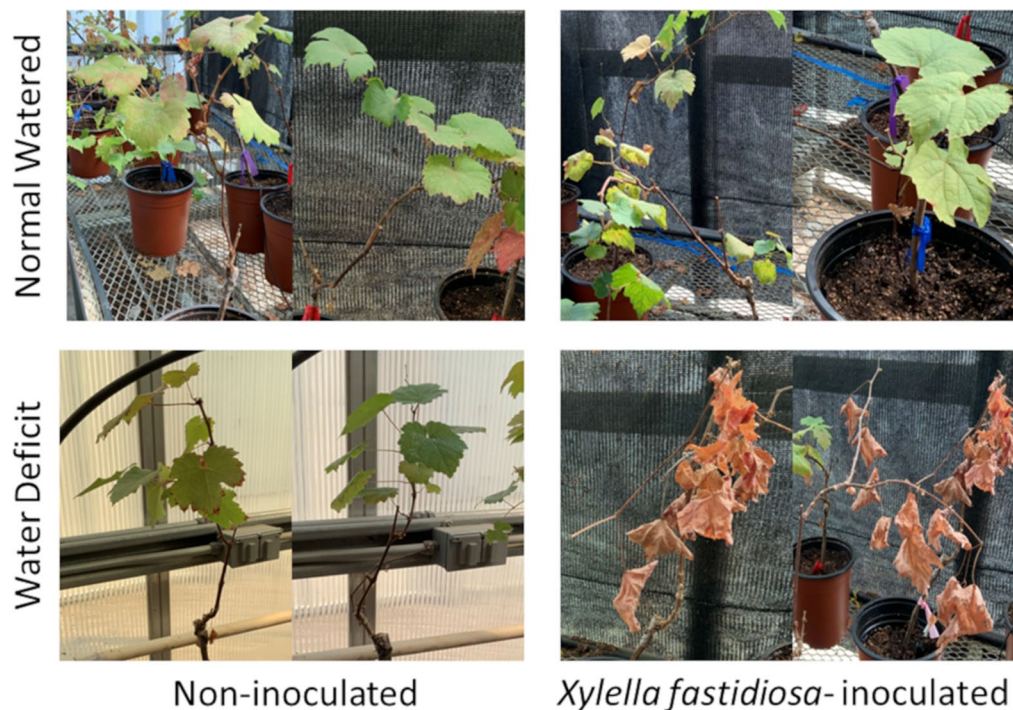 Normal Watered
Water Deficit
Non-inoculated
Xylella fastidiosa- inoculated